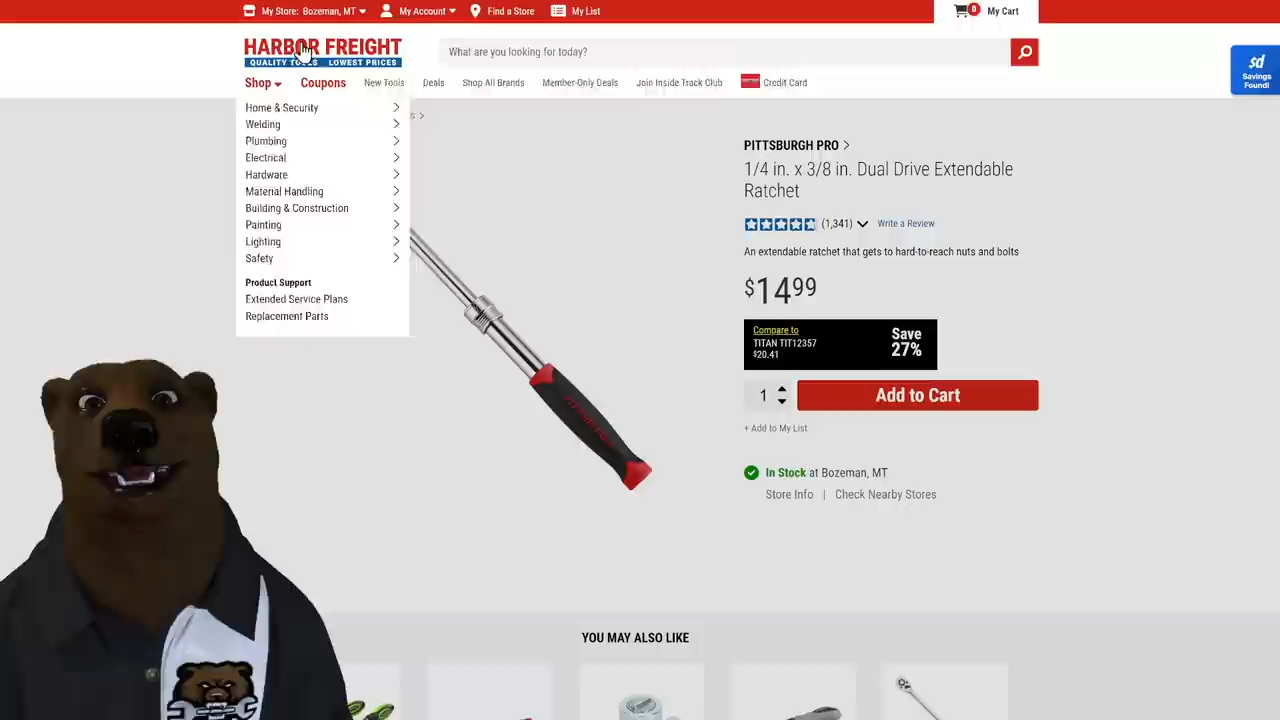 My Store: Bozeman, MT
My Account
Find a Store
My List
0
My Cart
HARBOR FREIGHT
QUALITY TOOLS LOWEST PRICES
What are you looking for today?
sd
Savings
Found!
Shop
Coupons
New Tools
Deals
Shop All Brands
Member-Only Deals
Join Inside Track Club
Credit Card
Home & Security
Welding
Plumbing
Electrical
Hardware
Material Handling
Building & Construction
Painting
Lighting
Safety
Product Support
Extended Service Plans
Replacement Parts
PITTSBURGH PRO
1/4 in. x 3/8 in. Dual Drive Extendable
Ratchet
(1,341)
Write a Review
An extendable ratchet that gets to hard-to-reach nuts and bolts
$1499
Compare to
TITAN TIT12357
$20.41
Save
27%
1
Add to Cart
+ Add to My List
In Stock at Bozeman, MT
Store Info | Check Nearby Stores
YOU MAY ALSO LIKE